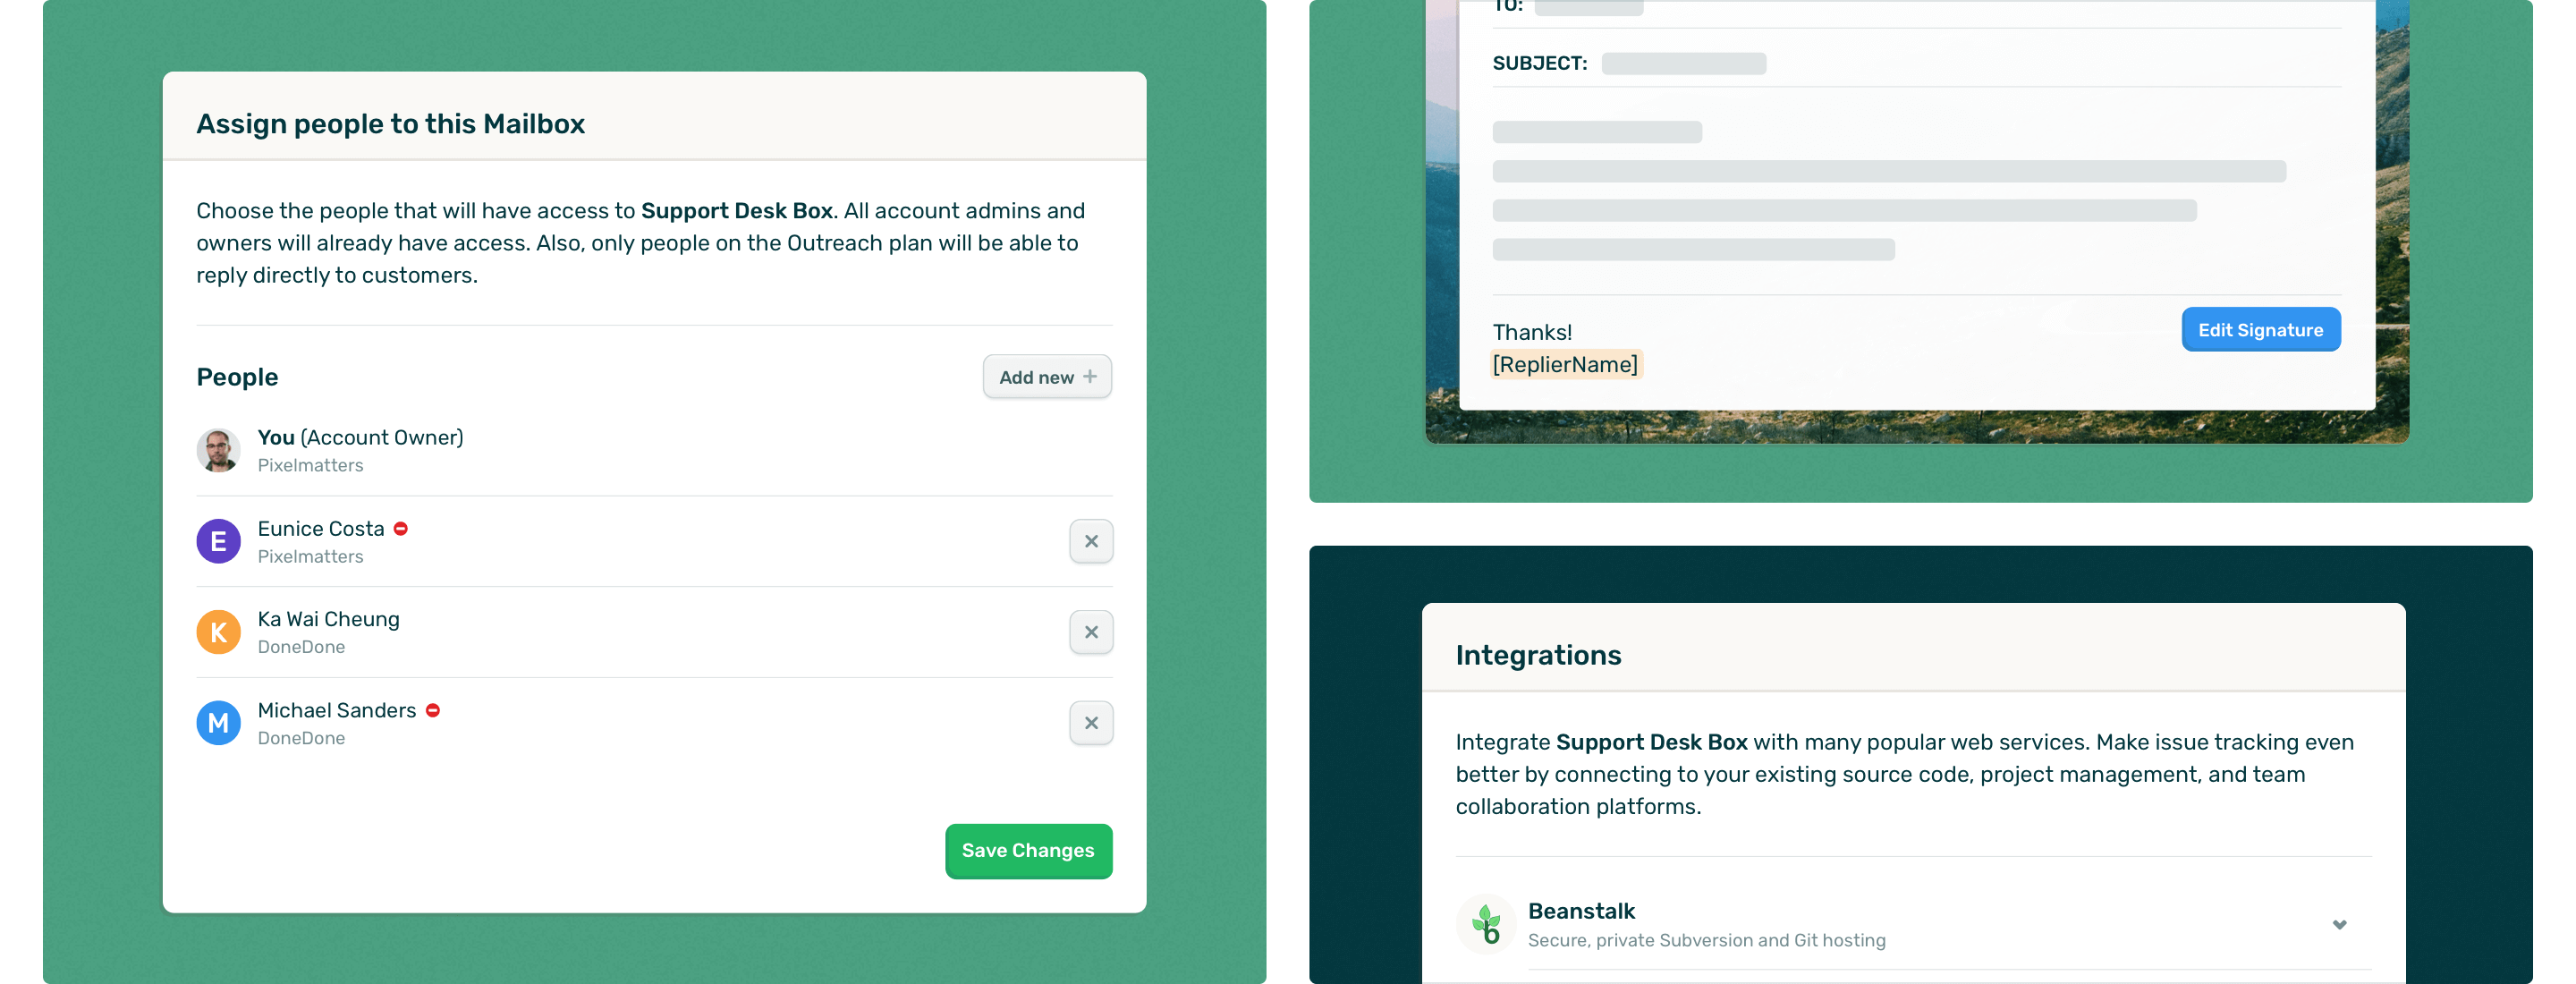 Assign people to this Mailbox
Choose the people that will have access to Support Desk Box. All account admins and
owners will already have access. Also, only people on the Outreach plan will be able to
reply directly to customers.
People
Add new +
You (Account Owner)
Pixelmatters
E
Eunice Costa
Pixelmatters
K
Ka Wai Cheung
DoneDone
M
Michael Sanders
DoneDone
Save Changes
TO:
SUBJECT:
Thanks!
[ReplierName]
Edit Signature
Integrations
Integrate Support Desk Box with many popular web services. Make issue tracking even
better by connecting to your existing source code, project management, and team
collaboration platforms.
b
Beanstalk
Secure, private Subversion and Git hosting